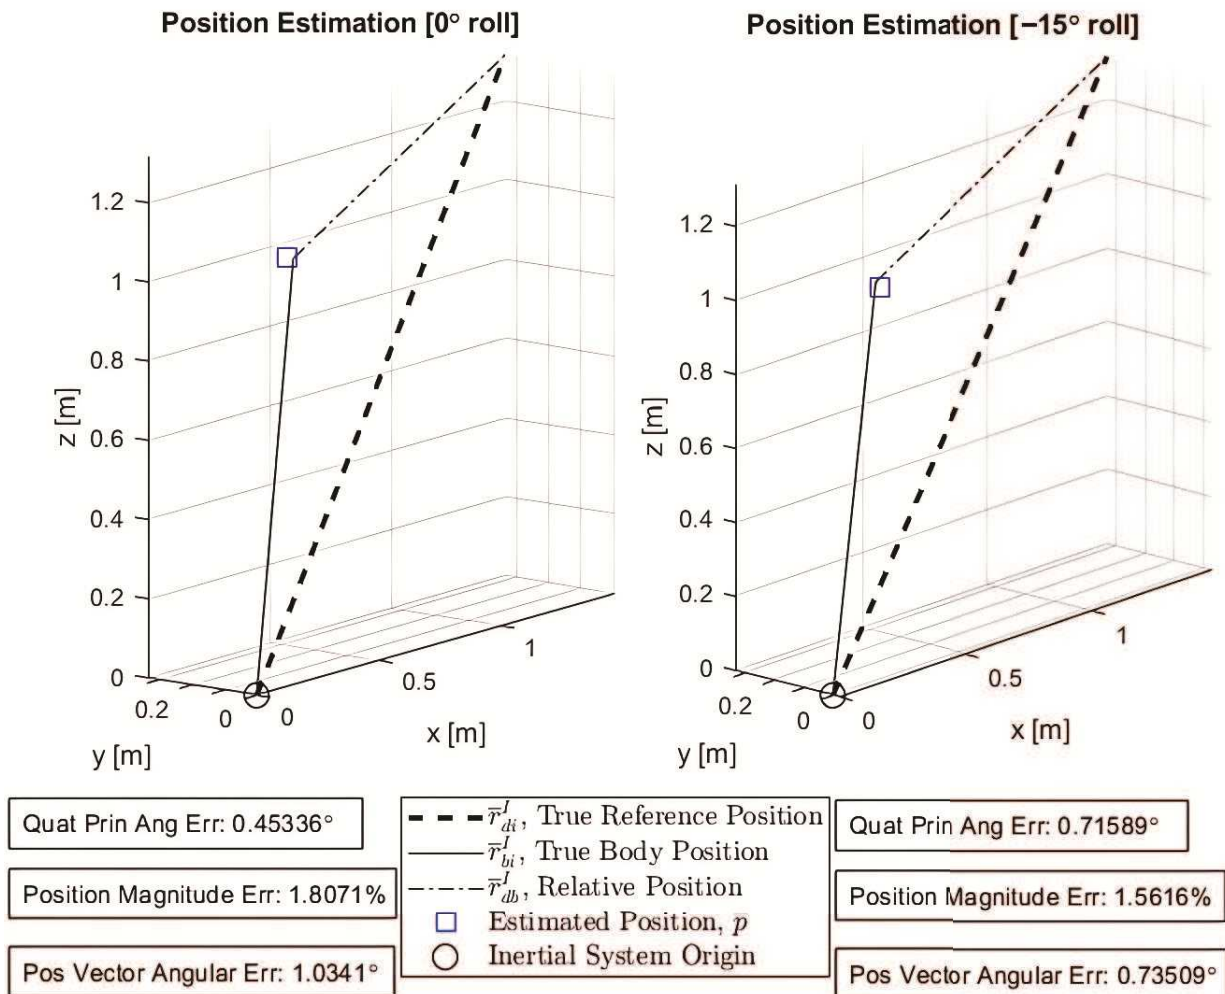 Position Estimation [0° roll]
1.2
1
0.8
0.6
0.4
0.2
0
z [m]
0.2
0
y [m]
0
0.5
1
x [m]
Position Estimation [−15° roll]
1.2
1
0.8
0.6
0.4
0.2
0
z [m]
0.2
0
y [m]
0
0.5
1
x [m]
Quat Prin Ang Err: 0.45336°
Position Magnitude Err: 1.8071%
Pos Vector Angular Err: 1.0341°
r̅ᴵ_di, True Reference Position
r̅ᴵ_bi, True Body Position
r̅ᴵ_db, Relative Position
Estimated Position, p
Inertial System Origin
Quat Prin Ang Err: 0.71589°
Position Magnitude Err: 1.5616%
Pos Vector Angular Err: 0.73509°